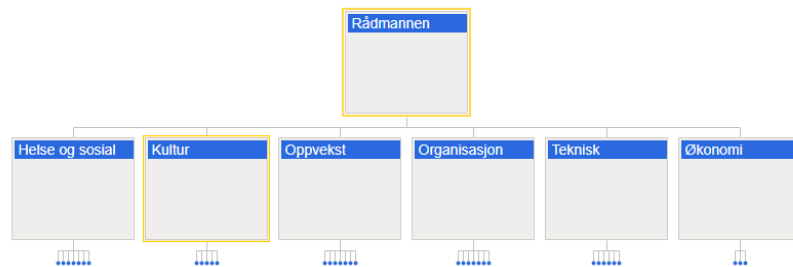 Rådmannen
Helse og sosial
Kultur
Oppvekst
Organisasjon
Teknisk
Økonomi